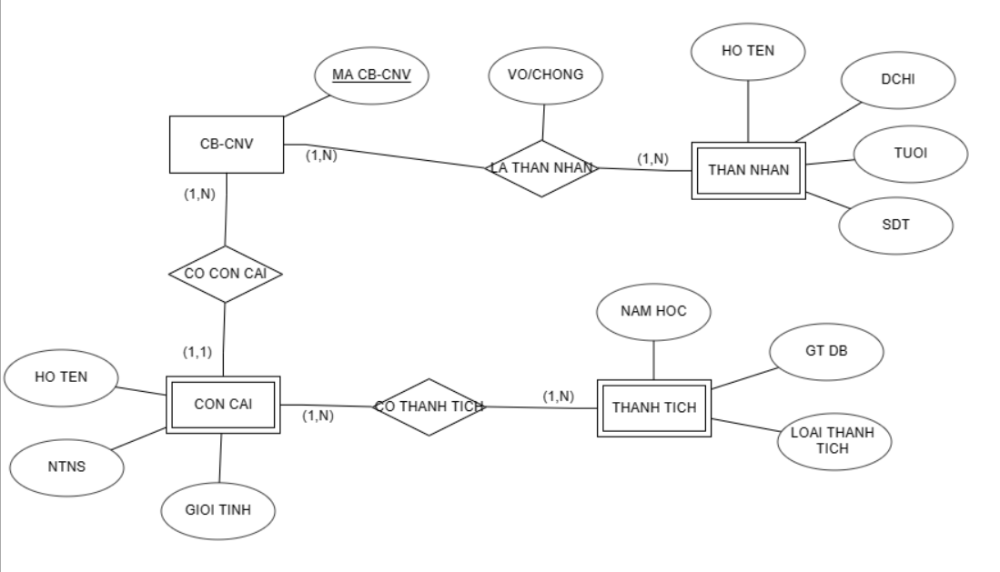 HO TEN
MA CB-CNV
VO/CHONG
DCHI
CB-CNV
(1,N)
LA THAN NHAN
(1,N)
THAN NHAN
TUOI
(1,N)
SDT
CO CON CAI
NAM HOC
(1,1)
GT DB
HO TEN
CON CAI
(1,N)
CO THANH TICH
(1,N)
THANH TICH
LOAI THANH
TICH
NTNS
GIOI TINH